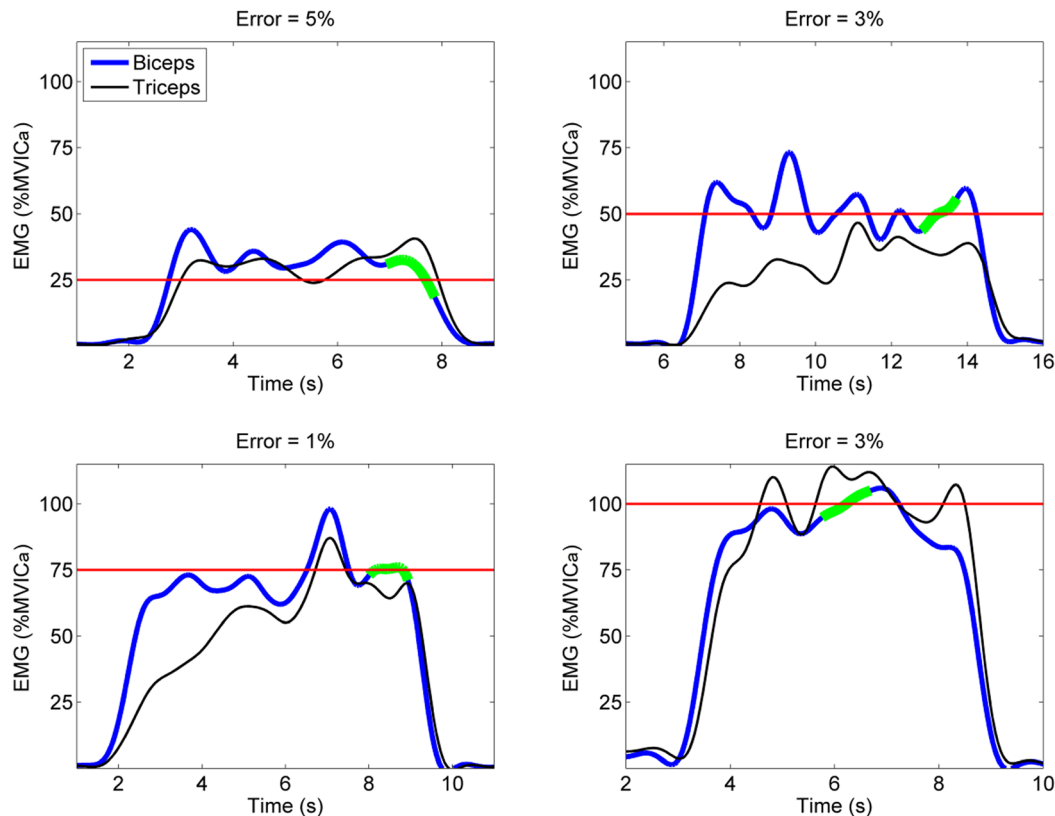 Error = 5%
Error = 3%
EMG (%MVICa)
100
75
50
25
Biceps
Triceps
2
4
6
8
Time (s)
EMG (%MVICa)
100
75
50
25
6
8
10
12
14
16
Time (s)
Error = 1%
Error = 3%
EMG (%MVICa)
100
75
50
25
2
4
6
8
10
Time (s)
EMG (%MVICa)
100
75
50
25
2
4
6
8
10
Time (s)